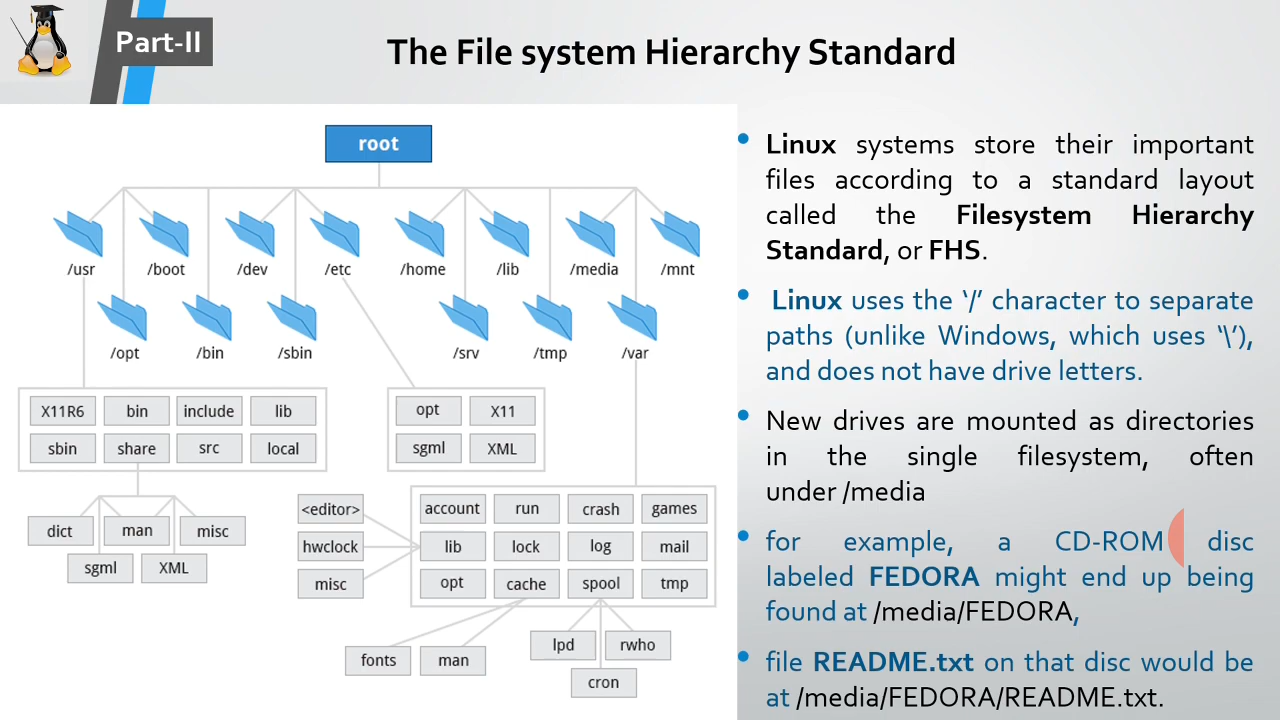 Part-II
The File system Hierarchy Standard
root
/usr /boot /dev /etc /home /lib /media /mnt
/opt /bin /sbin /srv /tmp /var
X11R6 bin include lib
sbin share src local
opt X11
sgml XML
dict man misc
sgml XML
<editor>
hwclock
misc
account run crash games
lib lock log mail
opt cache spool tmp
fonts man
lpd rwho
cron
• Linux systems store their important
files according to a standard layout
called the Filesystem Hierarchy
Standard, or FHS.
• Linux uses the ‘/’ character to separate
paths (unlike Windows, which uses ‘\’),
and does not have drive letters.
• New drives are mounted as directories
in the single filesystem, often
under /media
• for example, a CD-ROM disc
labeled FEDORA might end up being
found at /media/FEDORA,
• file README.txt on that disc would be
at /media/FEDORA/README.txt.